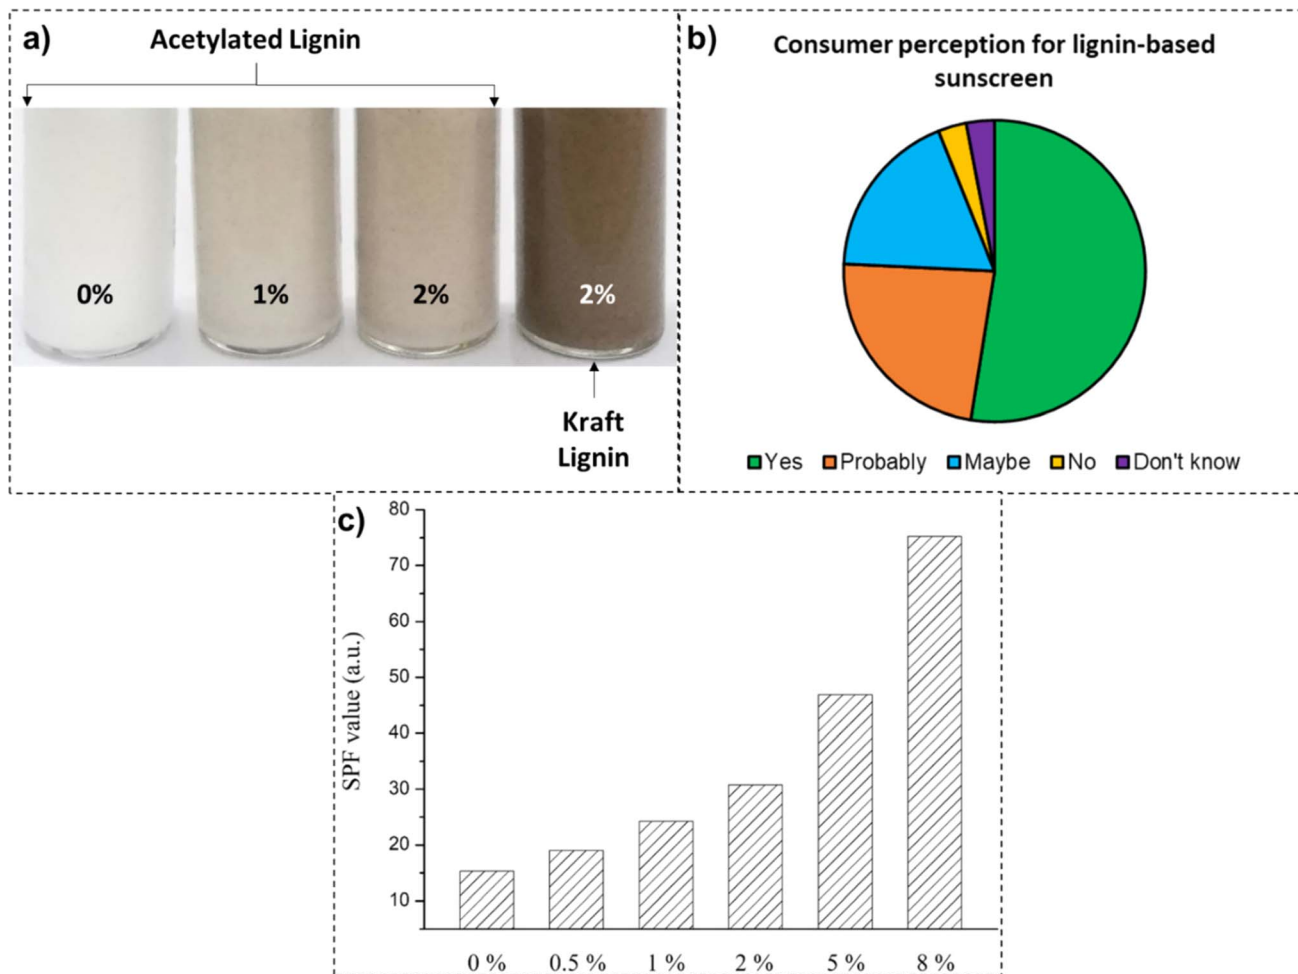 a)
Acetylated Lignin
0%
1%
2%
2%
Kraft
Lignin
b)
Consumer perception for lignin-based
sunscreen
Yes
Probably
Maybe
No
Don't know
c)
80
70
60
50
40
30
20
10
SPF value (a.u.)
0 %
0.5 %
1 %
2 %
5 %
8 %